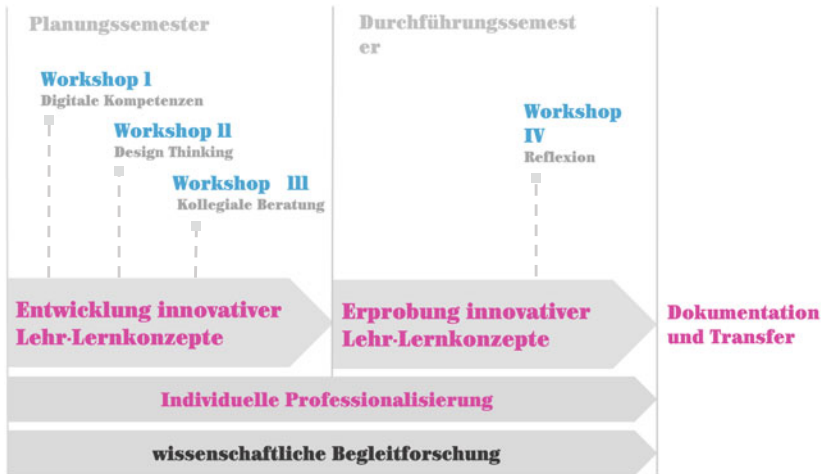 Planungssemester
Durchführungssemest
er
Workshop I
Digitale Kompetenzen
Workshop II
Design Thinking
Workshop III
Kollegiale Beratung
Workshop
IV
Reflexion
Entwicklung innovativer
Lehr-Lernkonzepte
Erprobung innovativer
Lehr-Lernkonzepte
Dokumentation
und Transfer
Individuelle Professionalisierung
wissenschaftliche Begleitforschung